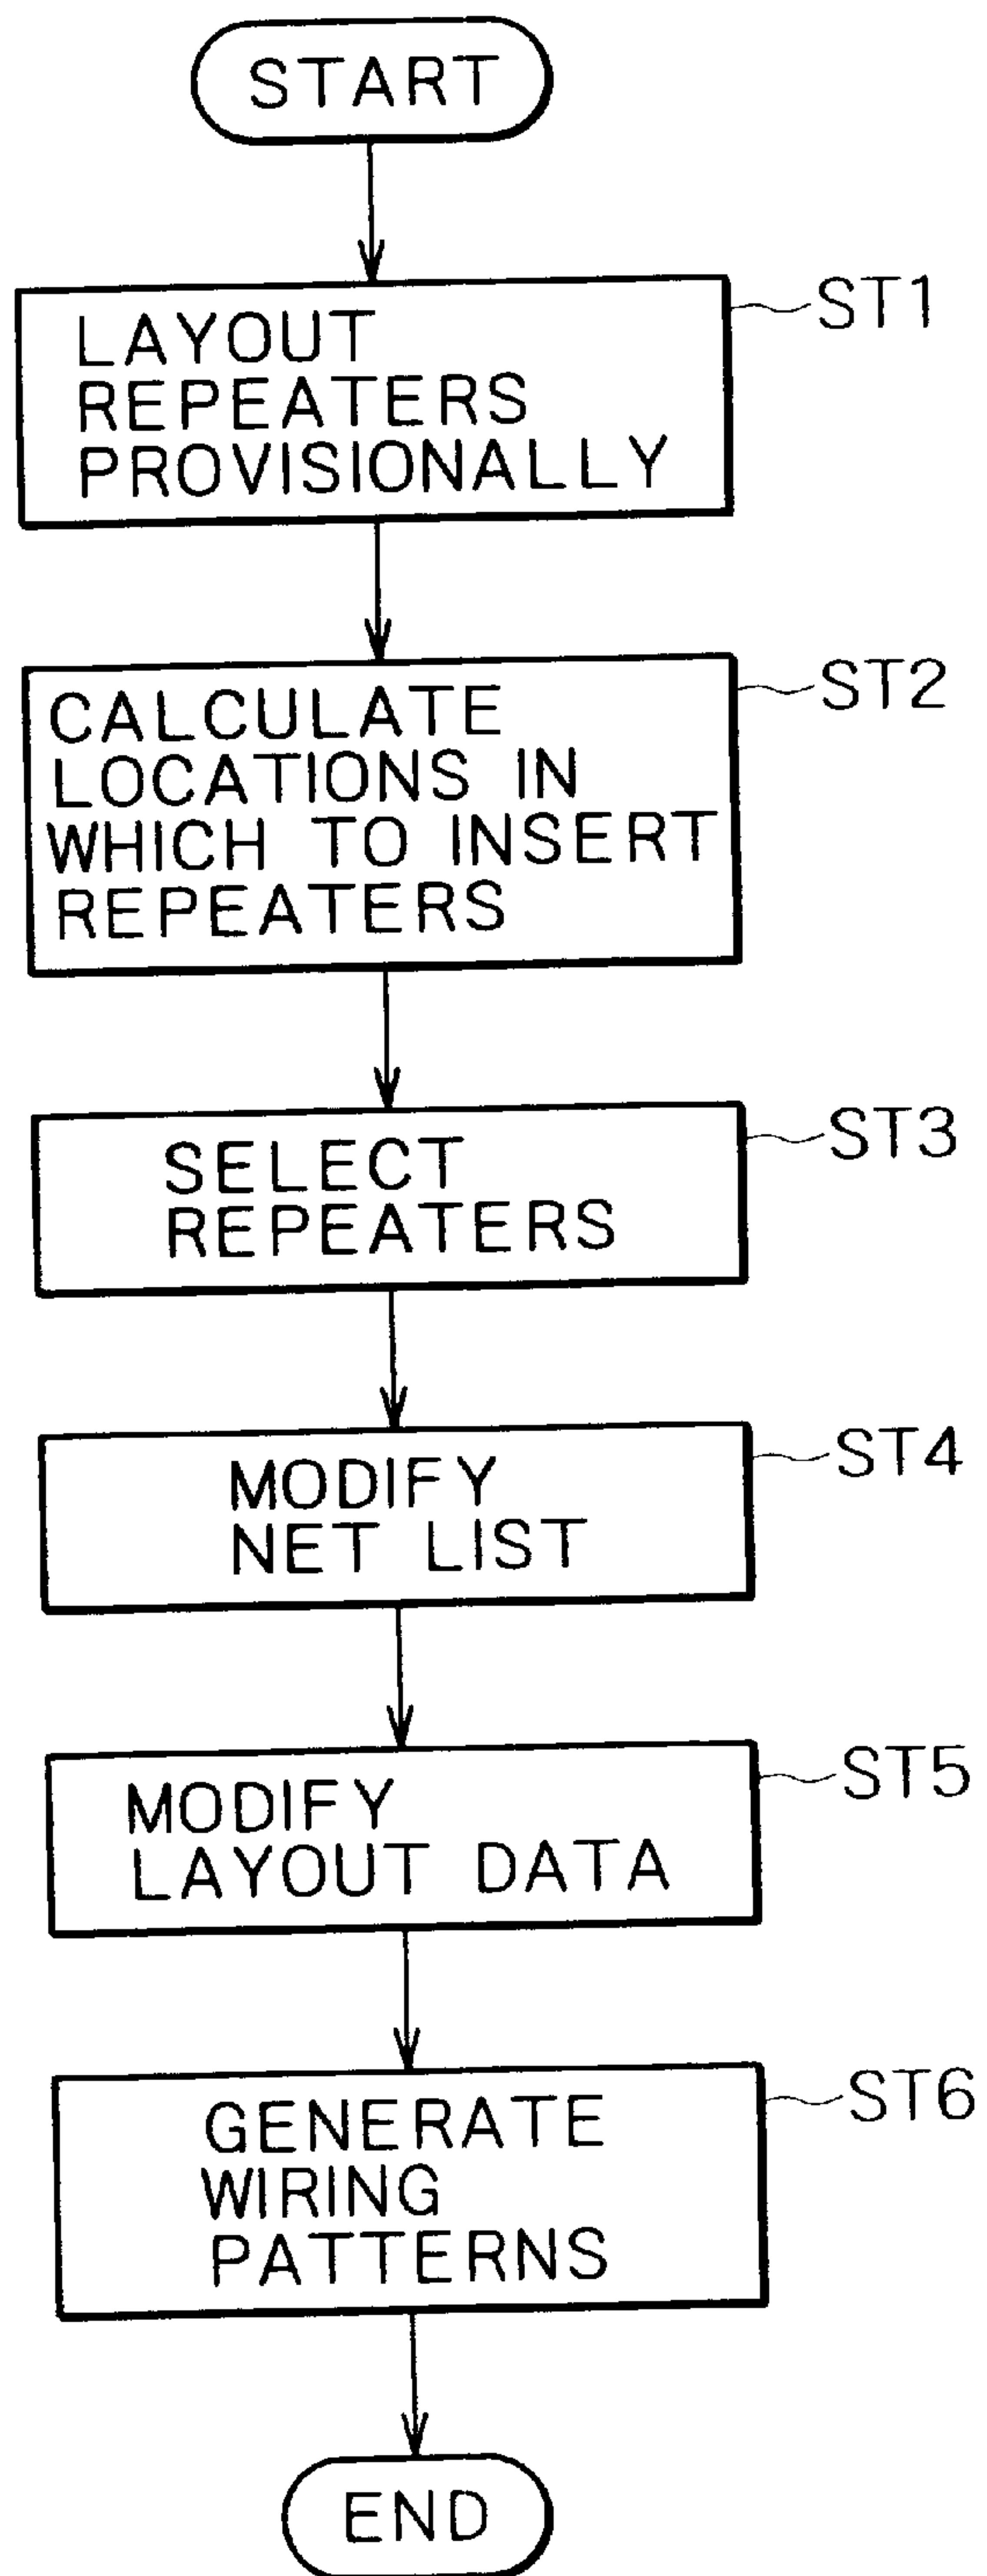 START
LAYOUT
REPEATERS
PROVISIONALLY
ST1
CALCULATE
LOCATIONS IN
WHICH TO INSERT
REPEATERS
ST2
SELECT
REPEATERS
ST3
MODIFY
NET LIST
ST4
MODIFY
LAYOUT DATA
ST5
GENERATE
WIRING
PATTERNS
ST6
END